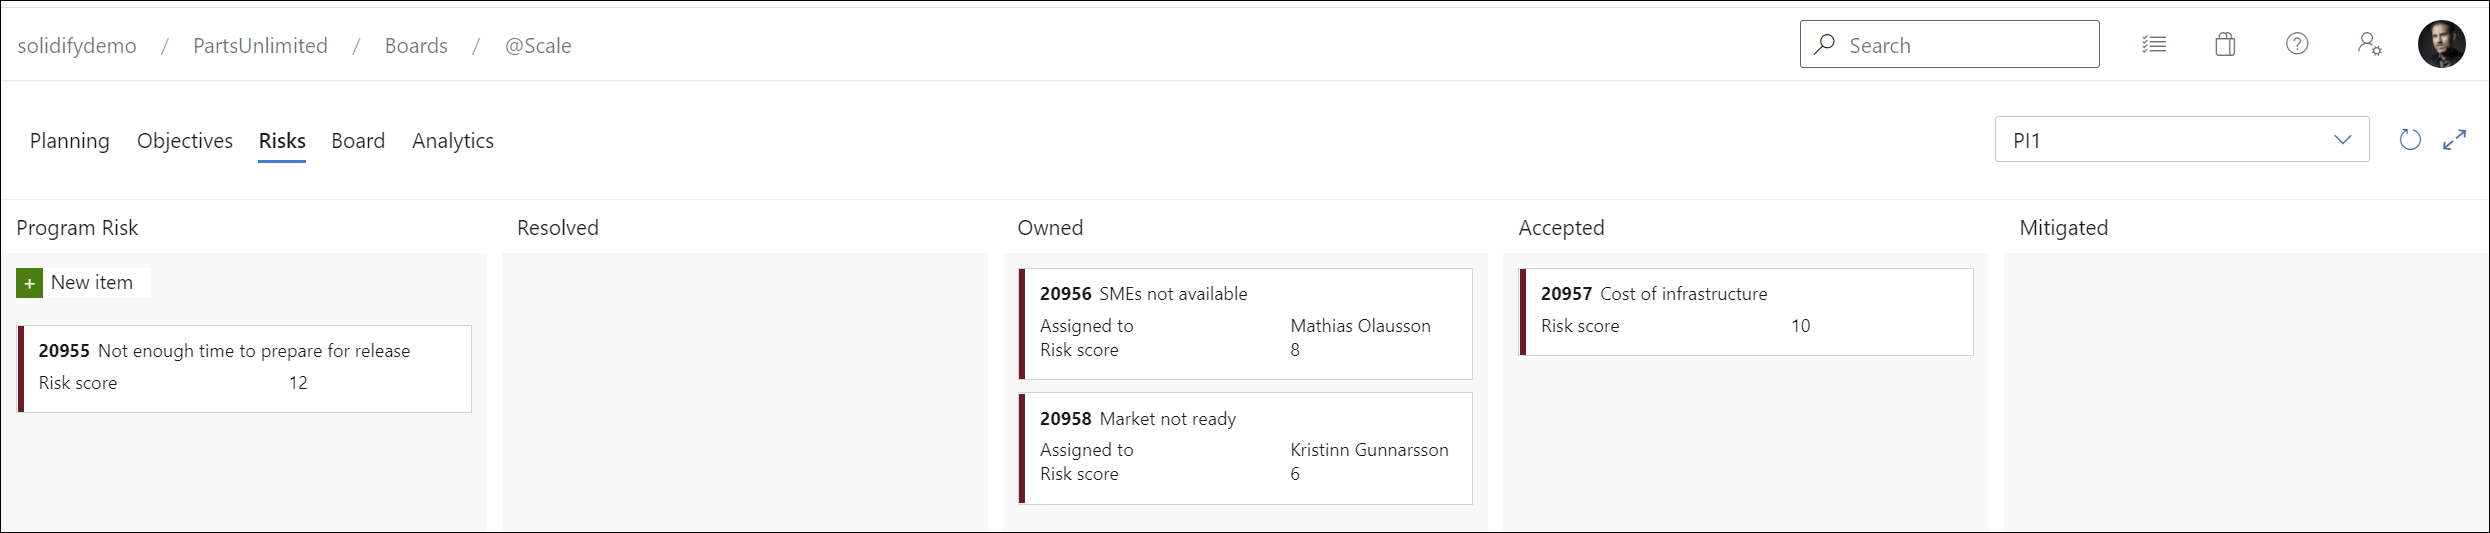 solidifydemo / PartsUnlimited / Boards / @Scale
Search
Planning Objectives Risks Board Analytics
PI1
Program Risk
+ New item
20955 Not enough time to prepare for release
Risk score 12
Resolved
Owned
20956 SMEs not available
Assigned to Mathias Olausson
Risk score 8
20958 Market not ready
Assigned to Kristinn Gunnarsson
Risk score 6
Accepted
20957 Cost of infrastructure
Risk score 10
Mitigated